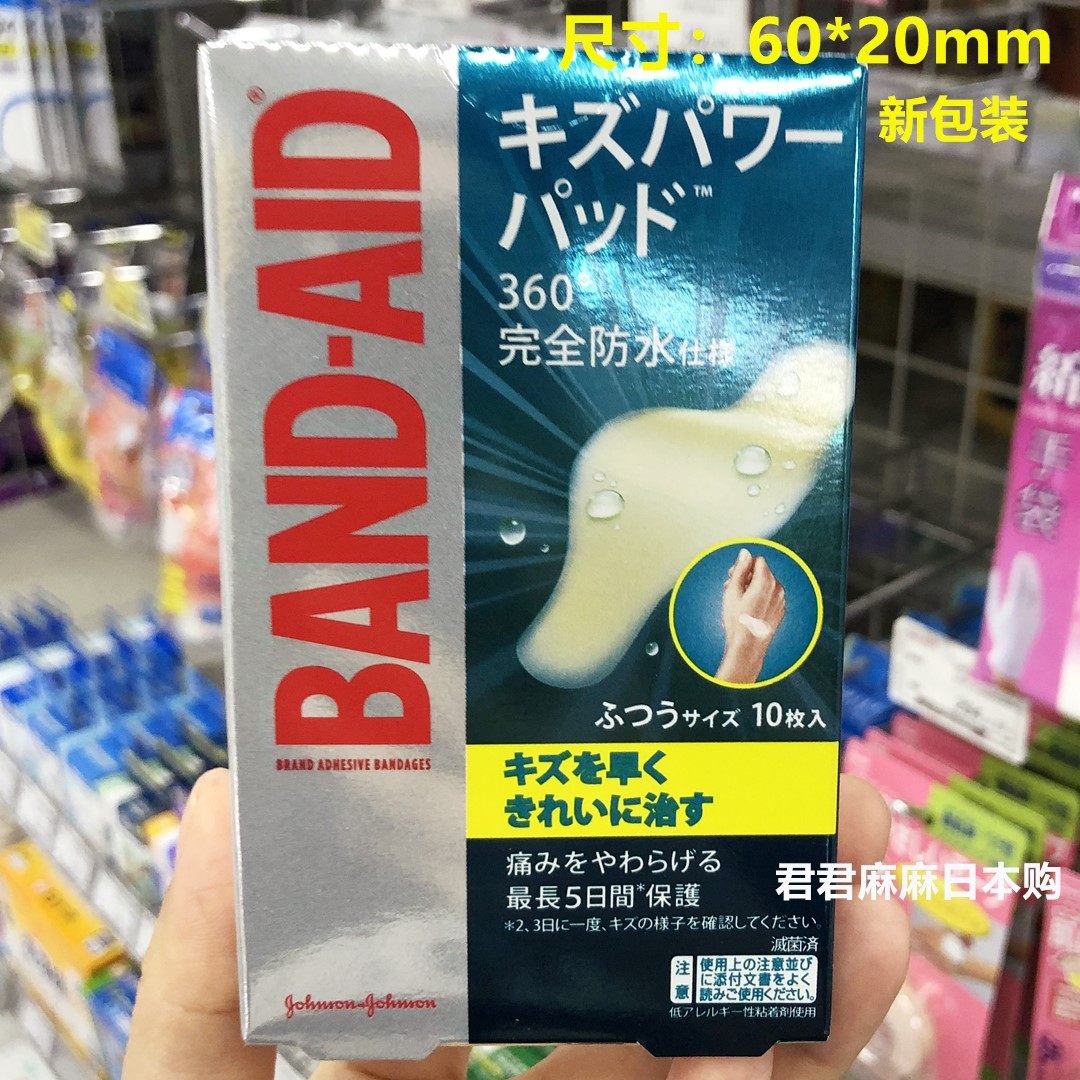 尺寸：60*20mm
新包装
BAND-AID®
BRAND ADHESIVE BANDAGES
Johnson & Johnson
キズパワー
パッド™
360°
完全防水仕様
ふつうサイズ 10枚入
キズを早く
きれいに治す
痛みをやわらげる
最長5日間*保護
*2、3日に一度、キズの様子を確認してください。
滅菌済
注意
使用上の注意並び
に添付文書をよく
読みご使用ください。
低アレルギー性粘着剤使用
君君麻麻日本购
手袋